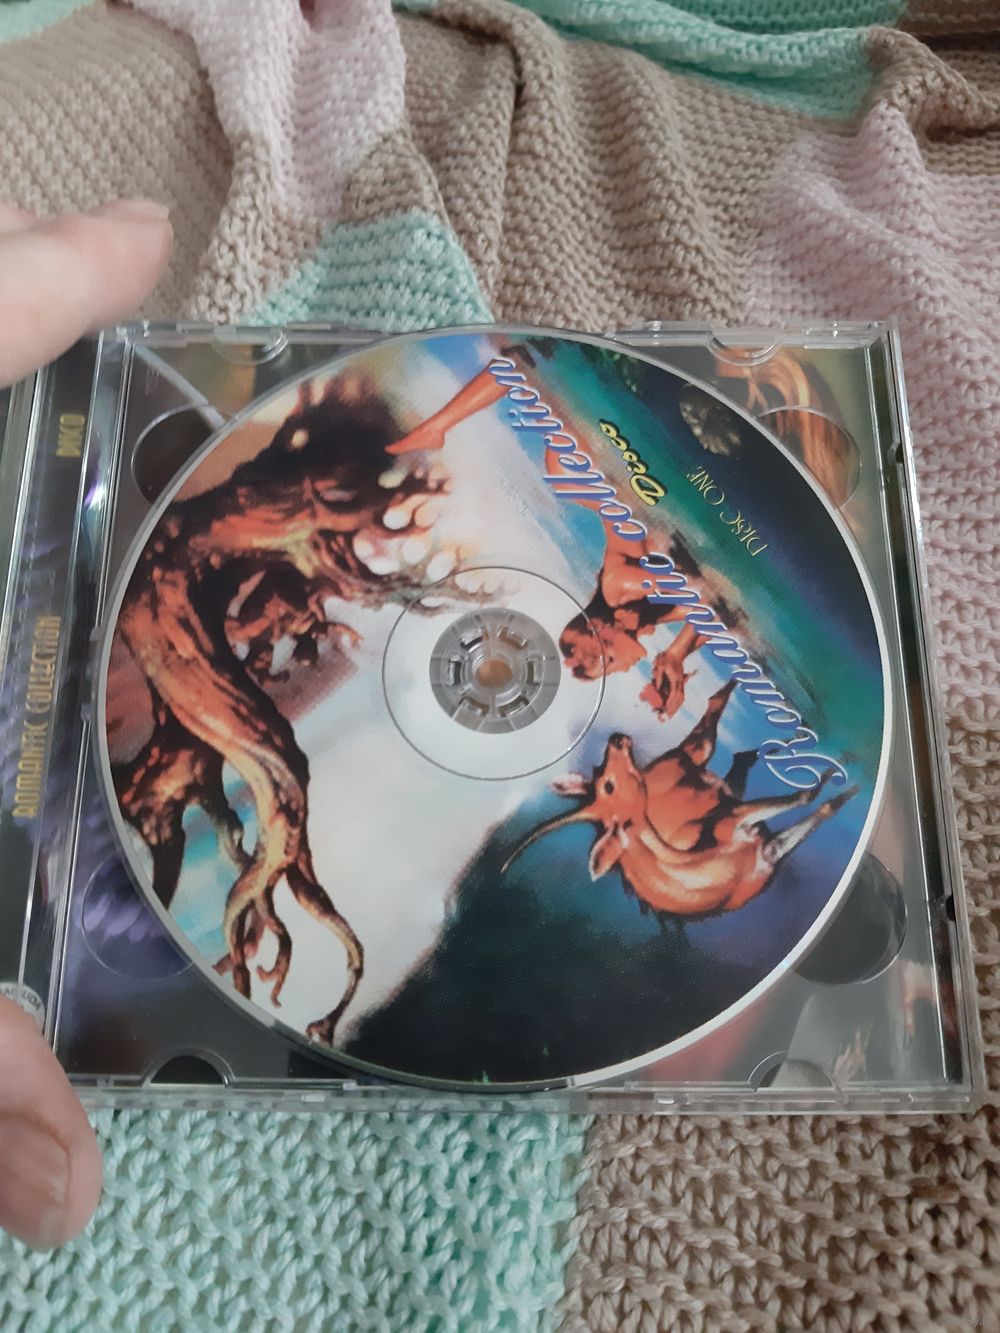 Romantic collection
Disco
DISC ONE
ROMANTIC COLLECTION
DISCO